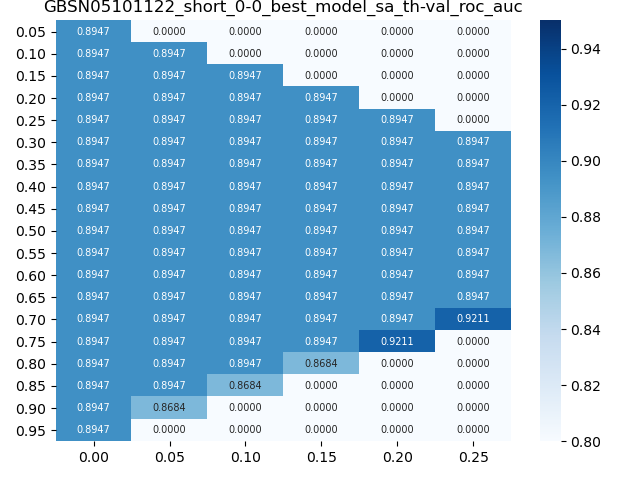 GBSN05101122_short_0-0_best_model_sa_th-val_roc_auc
0.05 0.8947 0.0000 0.0000 0.0000 0.0000 0.0000
0.10 0.8947 0.8947 0.0000 0.0000 0.0000 0.0000
0.15 0.8947 0.8947 0.8947 0.0000 0.0000 0.0000
0.20 0.8947 0.8947 0.8947 0.8947 0.0000 0.0000
0.25 0.8947 0.8947 0.8947 0.8947 0.8947 0.0000
0.30 0.8947 0.8947 0.8947 0.8947 0.8947 0.8947
0.35 0.8947 0.8947 0.8947 0.8947 0.8947 0.8947
0.40 0.8947 0.8947 0.8947 0.8947 0.8947 0.8947
0.45 0.8947 0.8947 0.8947 0.8947 0.8947 0.8947
0.50 0.8947 0.8947 0.8947 0.8947 0.8947 0.8947
0.55 0.8947 0.8947 0.8947 0.8947 0.8947 0.8947
0.60 0.8947 0.8947 0.8947 0.8947 0.8947 0.8947
0.65 0.8947 0.8947 0.8947 0.8947 0.8947 0.8947
0.70 0.8947 0.8947 0.8947 0.8947 0.8947 0.9211
0.75 0.8947 0.8947 0.8947 0.8947 0.9211 0.0000
0.80 0.8947 0.8947 0.8947 0.8684 0.0000 0.0000
0.85 0.8947 0.8947 0.8684 0.0000 0.0000 0.0000
0.90 0.8947 0.8684 0.0000 0.0000 0.0000 0.0000
0.95 0.8947 0.0000 0.0000 0.0000 0.0000 0.0000
0.00 0.05 0.10 0.15 0.20 0.25
0.94
0.92
0.90
0.88
0.86
0.84
0.82
0.80